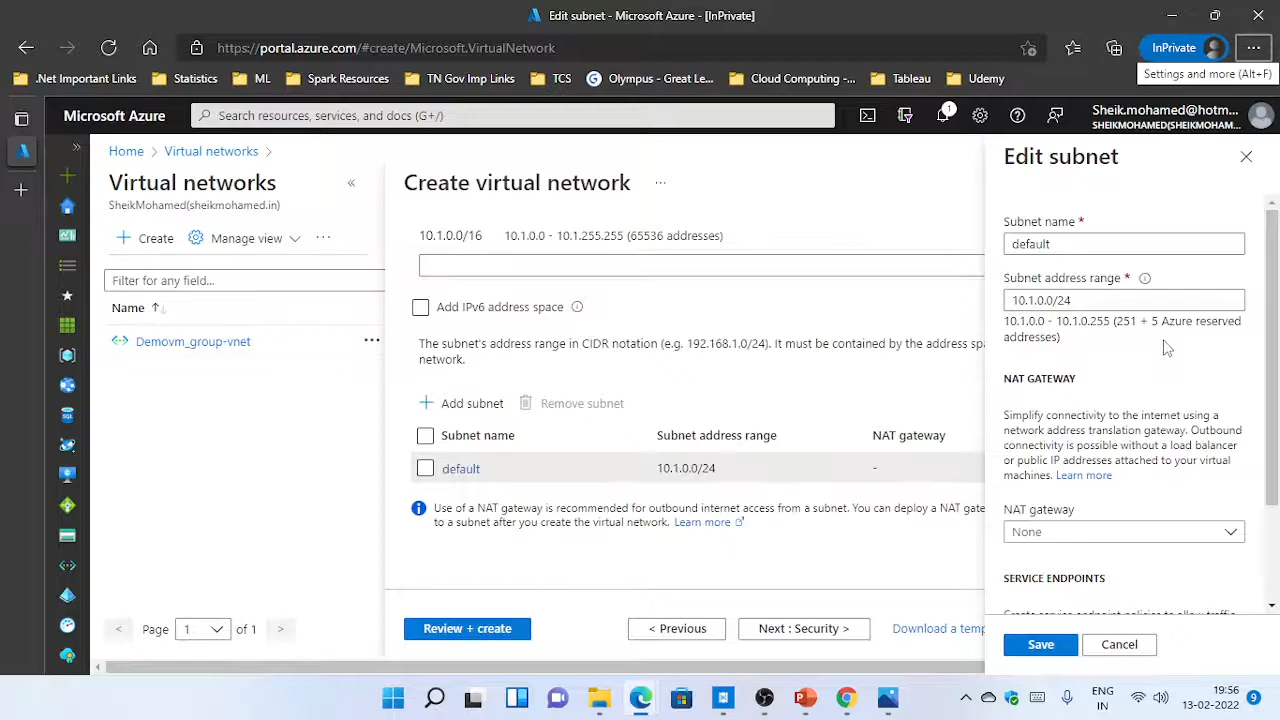 Edit subnet - Microsoft Azure - [InPrivate]
https://portal.azure.com/#create/Microsoft.VirtualNetwork
InPrivate
.Net Important Links
Statistics
ML
Spark Resources
TN Gov Imp Links
TCS
Olympus - Great Le...
Cloud Computing -...
Tableau
Udemy
Settings and more (Alt+F)
Microsoft Azure
Search resources, services, and docs (G+/)
1
Sheik.mohamed@hotm...
SHEIKMOHAMED(SHEIKMOHAM...
Home > Virtual networks >
Virtual networks
SheikMohamed(sheikmohamed.in)
Create
Manage view
Filter for any field...
Name
Demovm_group-vnet
< Page 1 of 1 >
Create virtual network
10.1.0.0/16
10.1.0.0 - 10.1.255.255 (65536 addresses)
Add IPv6 address space
The subnet's address range in CIDR notation (e.g. 192.168.1.0/24). It must be contained by the address spa
network.
Add subnet
Remove subnet
Subnet name
Subnet address range
NAT gateway
default
10.1.0.0/24
-
Use of a NAT gateway is recommended for outbound internet access from a subnet. You can deploy a NAT gate
to a subnet after you create the virtual network. Learn more
Review + create
< Previous
Next : Security >
Download a temp
Edit subnet
Subnet name *
default
Subnet address range *
10.1.0.0/24
10.1.0.0 - 10.1.0.255 (251 + 5 Azure reserved
addresses)
NAT GATEWAY
Simplify connectivity to the internet using a
network address translation gateway. Outbound
connectivity is possible without a load balancer
or public IP addresses attached to your virtual
machines. Learn more
NAT gateway
None
SERVICE ENDPOINTS
Create service endpoint policies to allow traffic
Save
Cancel
ENG
IN
19:56
13-02-2022
9